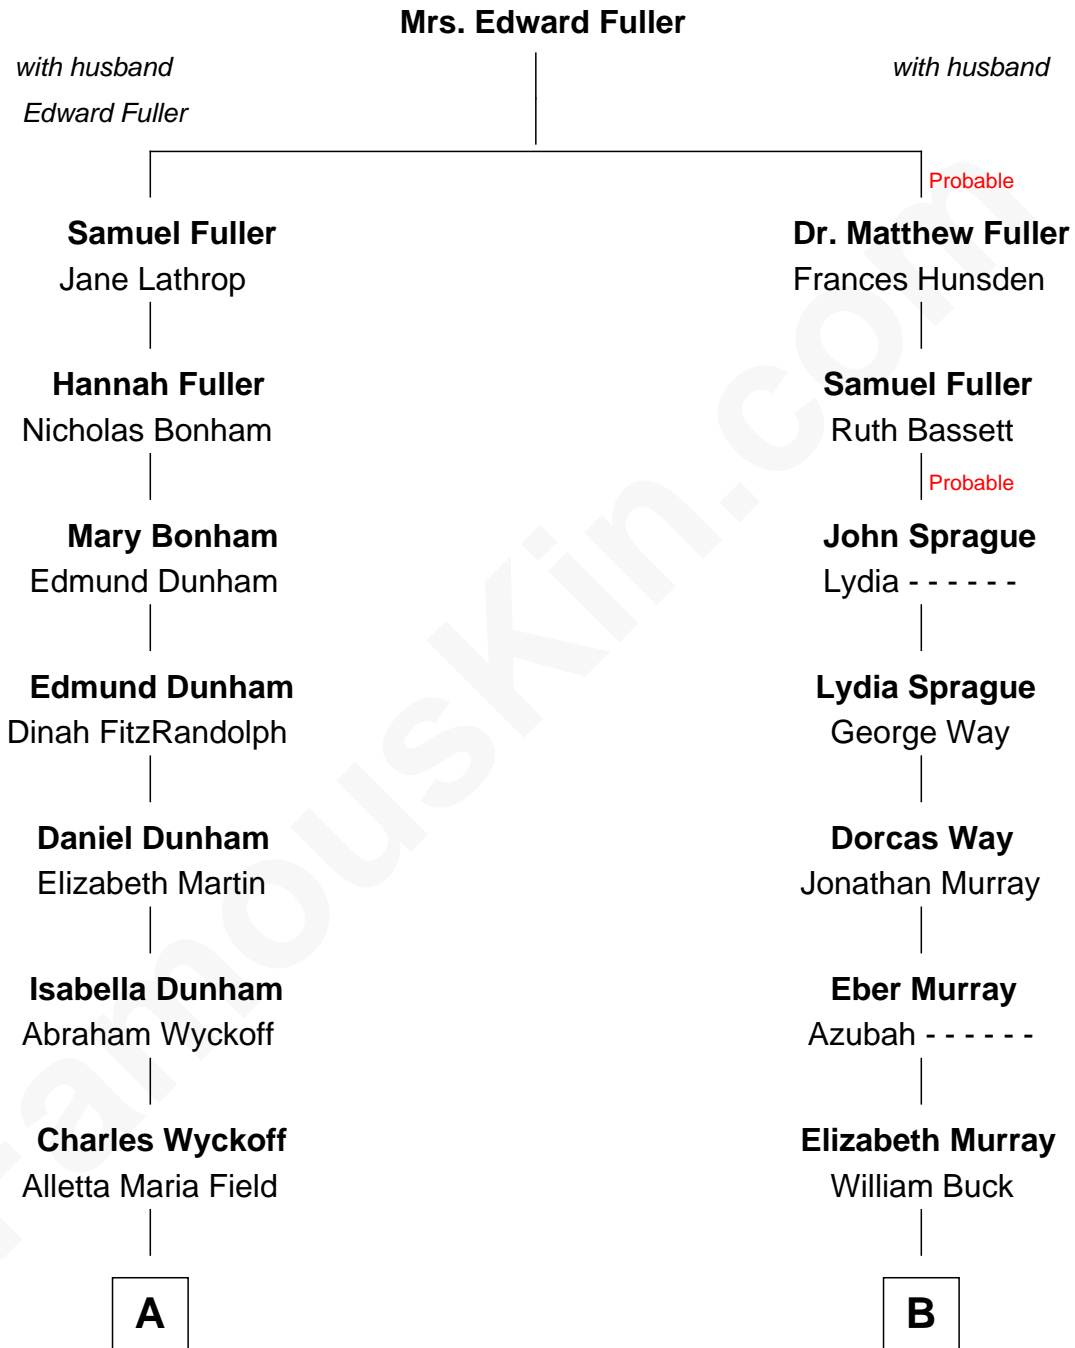 Mrs. Edward Fuller
with husband
Edward Fuller
with husband
Probable
Samuel Fuller
Jane Lathrop
Dr. Matthew Fuller
Frances Hunsden
Hannah Fuller
Nicholas Bonham
Samuel Fuller
Ruth Bassett
Probable
Mary Bonham
Edmund Dunham
John Sprague
Lydia - - - - - -
Edmund Dunham
Dinah FitzRandolph
Lydia Sprague
George Way
Daniel Dunham
Elizabeth Martin
Dorcas Way
Jonathan Murray
Isabella Dunham
Abraham Wyckoff
Eber Murray
Azubah - - - - - -
Charles Wyckoff
Alletta Maria Field
Elizabeth Murray
William Buck
A
B
FamousKin.com